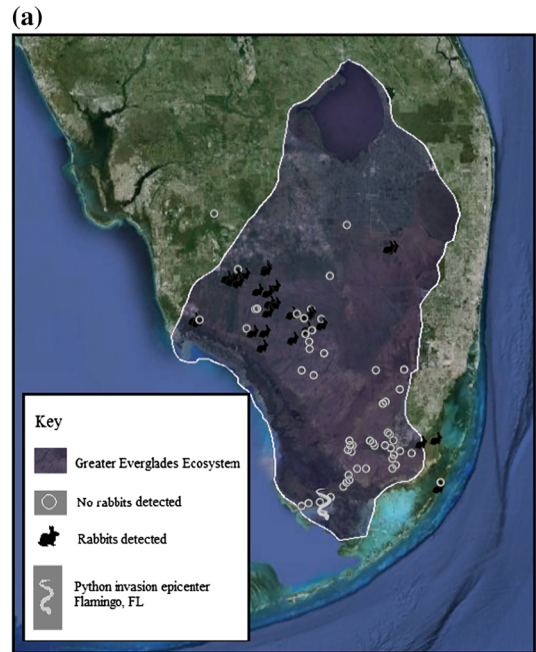 (a)
Key
Greater Everglades Ecosystem
No rabbits detected
Rabbits detected
Python invasion epicenter
Flamingo, FL